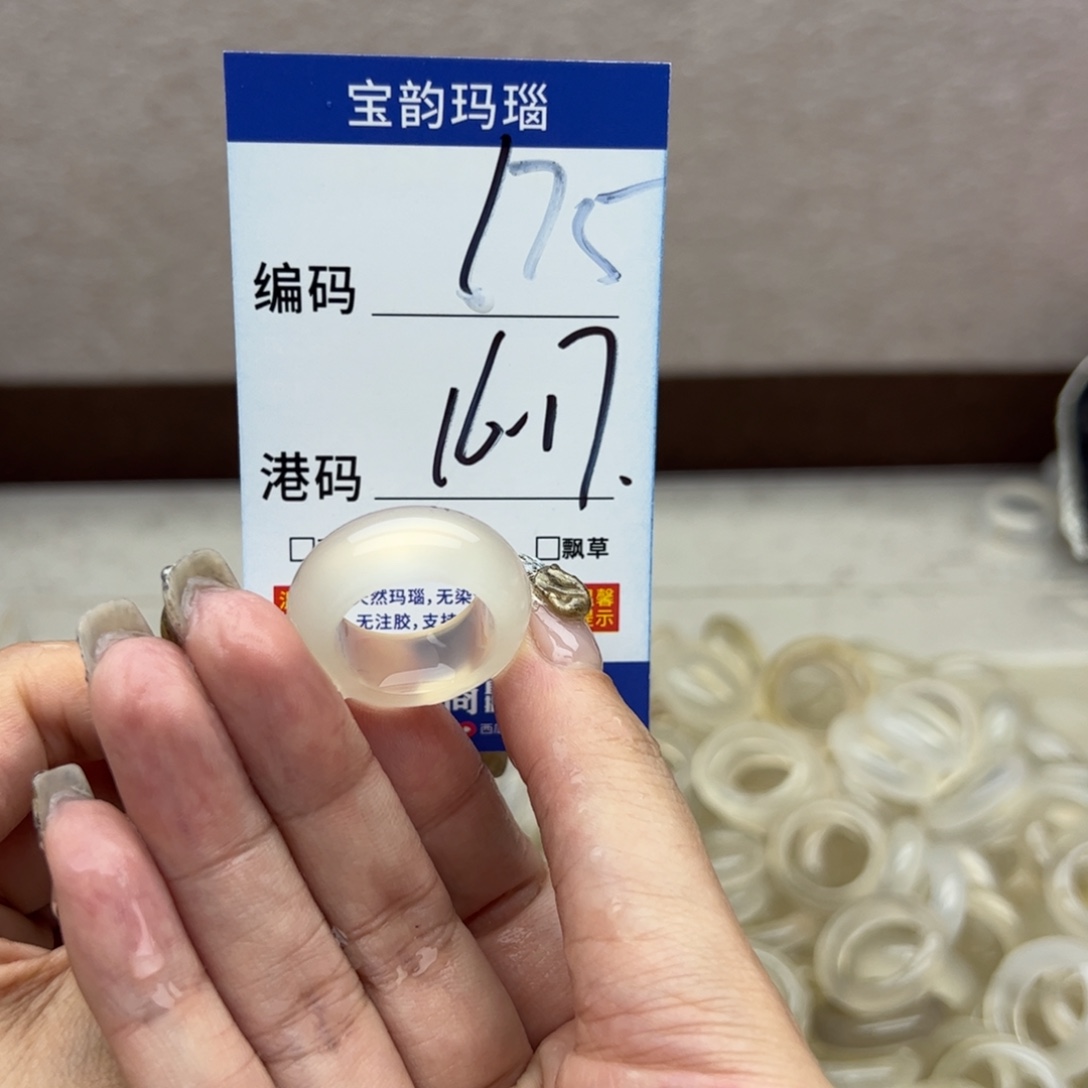 宝韵玛瑙
编码 175
港码 16-17.
□ □飘草
天然玛瑙,无染
无注胶,支持